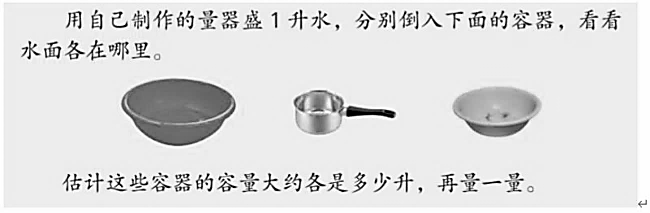 用自己制作的量器盛1升水，分别倒入下面的容器，看看
水面各在哪里。
估计这些容器的容量大约各是多少升，再量一量。